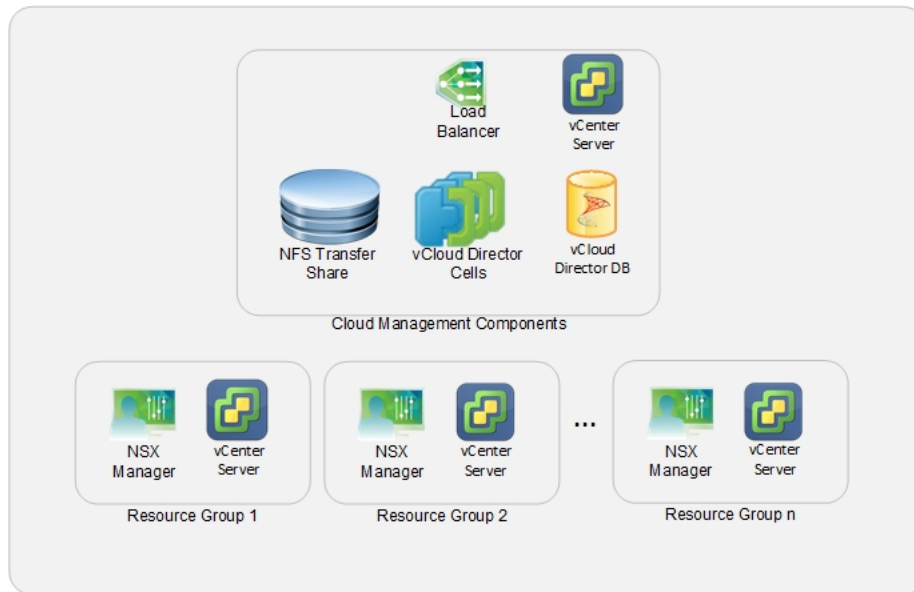 Load
Balancer
vCenter
Server
NFS Transfer
Share
vCloud Director
Cells
vCloud
Director DB
Cloud Management Components
NSX
Manager
vCenter
Server
Resource Group 1
NSX
Manager
vCenter
Server
Resource Group 2
...
NSX
Manager
vCenter
Server
Resource Group n